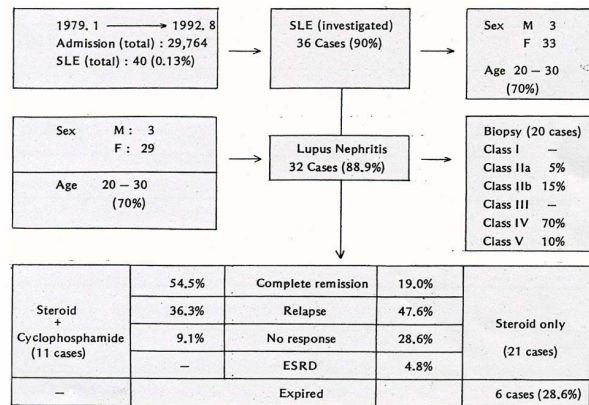 1979. 1 ⟶ 1992. 8
Admission (total) : 29,764
SLE (total) : 40 (0.13%)
SLE (investigated)
36 Cases (90%)
Sex M 3
F 33
Age 20 – 30
(70%)
Sex M : 3
F : 29
Age 20 – 30
(70%)
Lupus Nephritis
32 Cases (88.9%)
Biopsy (20 cases)
Class I –
Class IIa 5%
Class IIb 15%
Class III –
Class IV 70%
Class V 10%
Steroid
+
Cyclophosphamide
(11 cases)
54.5% Complete remission 19.0%
36.3% Relapse 47.6%
9.1% No response 28.6%
– ESRD 4.8%
Steroid only
(21 cases)
– Expired 6 cases (28.6%)